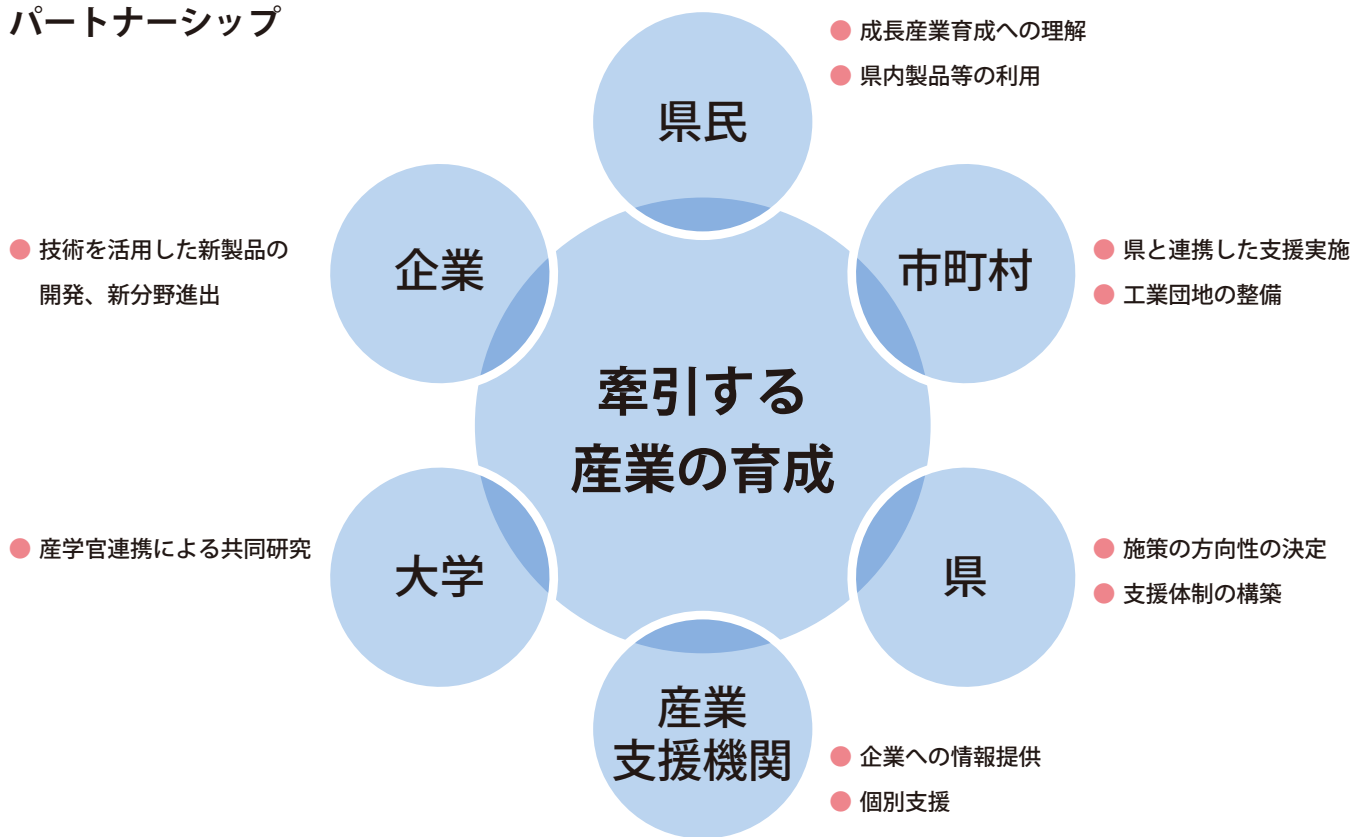 パートナーシップ
県民
● 成長産業育成への理解
● 県内製品等の利用
市町村
● 県と連携した支援実施
● 工業団地の整備
県
● 施策の方向性の決定
● 支援体制の構築
産業
支援機関
● 企業への情報提供
● 個別支援
大学
● 産学官連携による共同研究
企業
● 技術を活用した新製品の
開発、新分野進出
牽引する
産業の育成